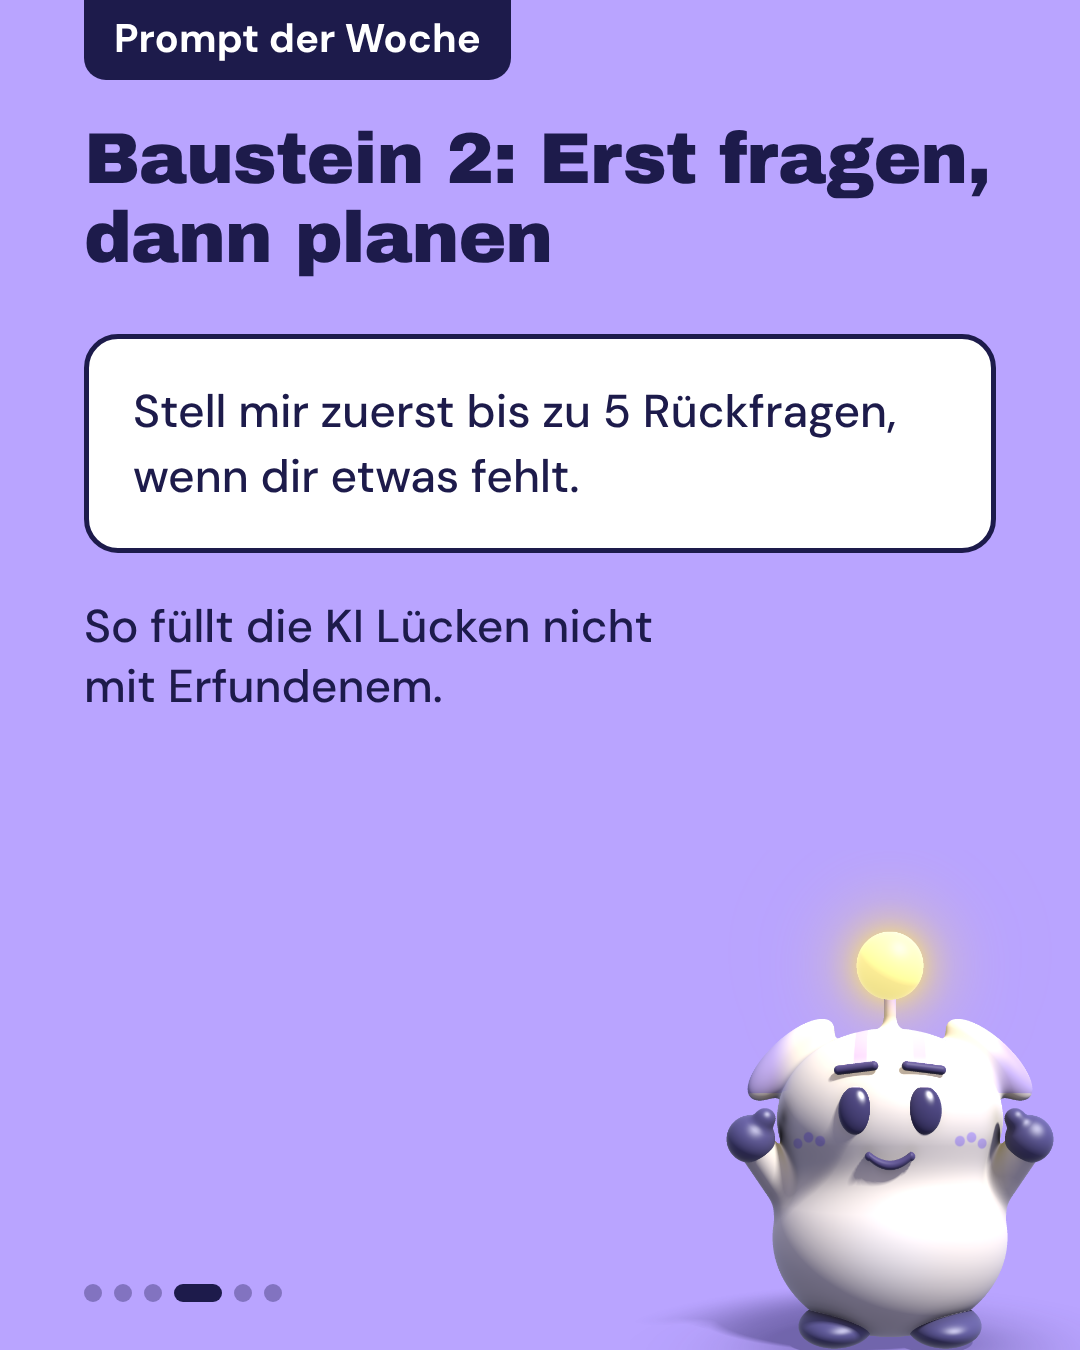 Prompt der Woche
Baustein 2: Erst fragen,
dann planen
Stell mir zuerst bis zu 5 Rückfragen,
wenn dir etwas fehlt.
So füllt die KI Lücken nicht
mit Erfundenem.